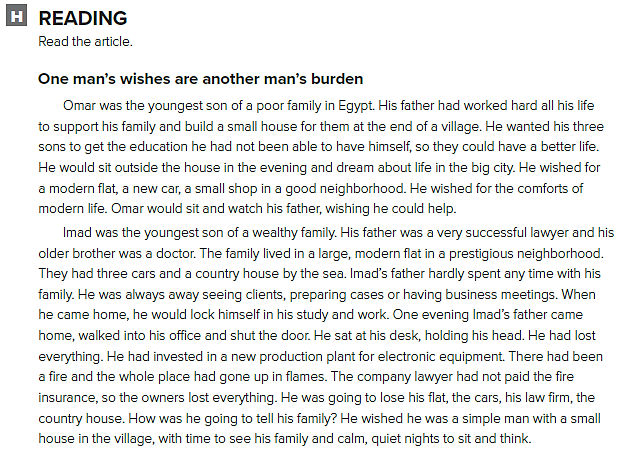 H READING
Read the article.
One man's wishes are another man's burden
Omar was the youngest son of a poor family in Egypt. His father had worked hard all his life
to support his family and build a small house for them at the end of a village. He wanted his three
sons to get the education he had not been able to have himself, so they could have a better life.
He would sit outside the house in the evening and dream about life in the big city. He wished for
a modern flat, a new car, a small shop in a good neighborhood. He wished for the comforts of
modern life. Omar would sit and watch his father, wishing he could help.
Imad was the youngest son of a wealthy family. His father was a very successful lawyer and his
older brother was a doctor. The family lived in a large, modern flat in a prestigious neighborhood.
They had three cars and a country house by the sea. Imad's father hardly spent any time with his
family. He was always away seeing clients, preparing cases or having business meetings. When
he came home, he would lock himself in his study and work. One evening Imad's father came
home, walked into his office and shut the door. He sat at his desk, holding his head. He had lost
everything. He had invested in a new production plant for electronic equipment. There had been
a fire and the whole place had gone up in flames. The company lawyer had not paid the fire
insurance, so the owners lost everything. He was going to lose his flat, the cars, his law firm, the
country house. How was he going to tell his family? He wished he was a simple man with a small
house in the village, with time to see his family and calm, quiet nights to sit and think.